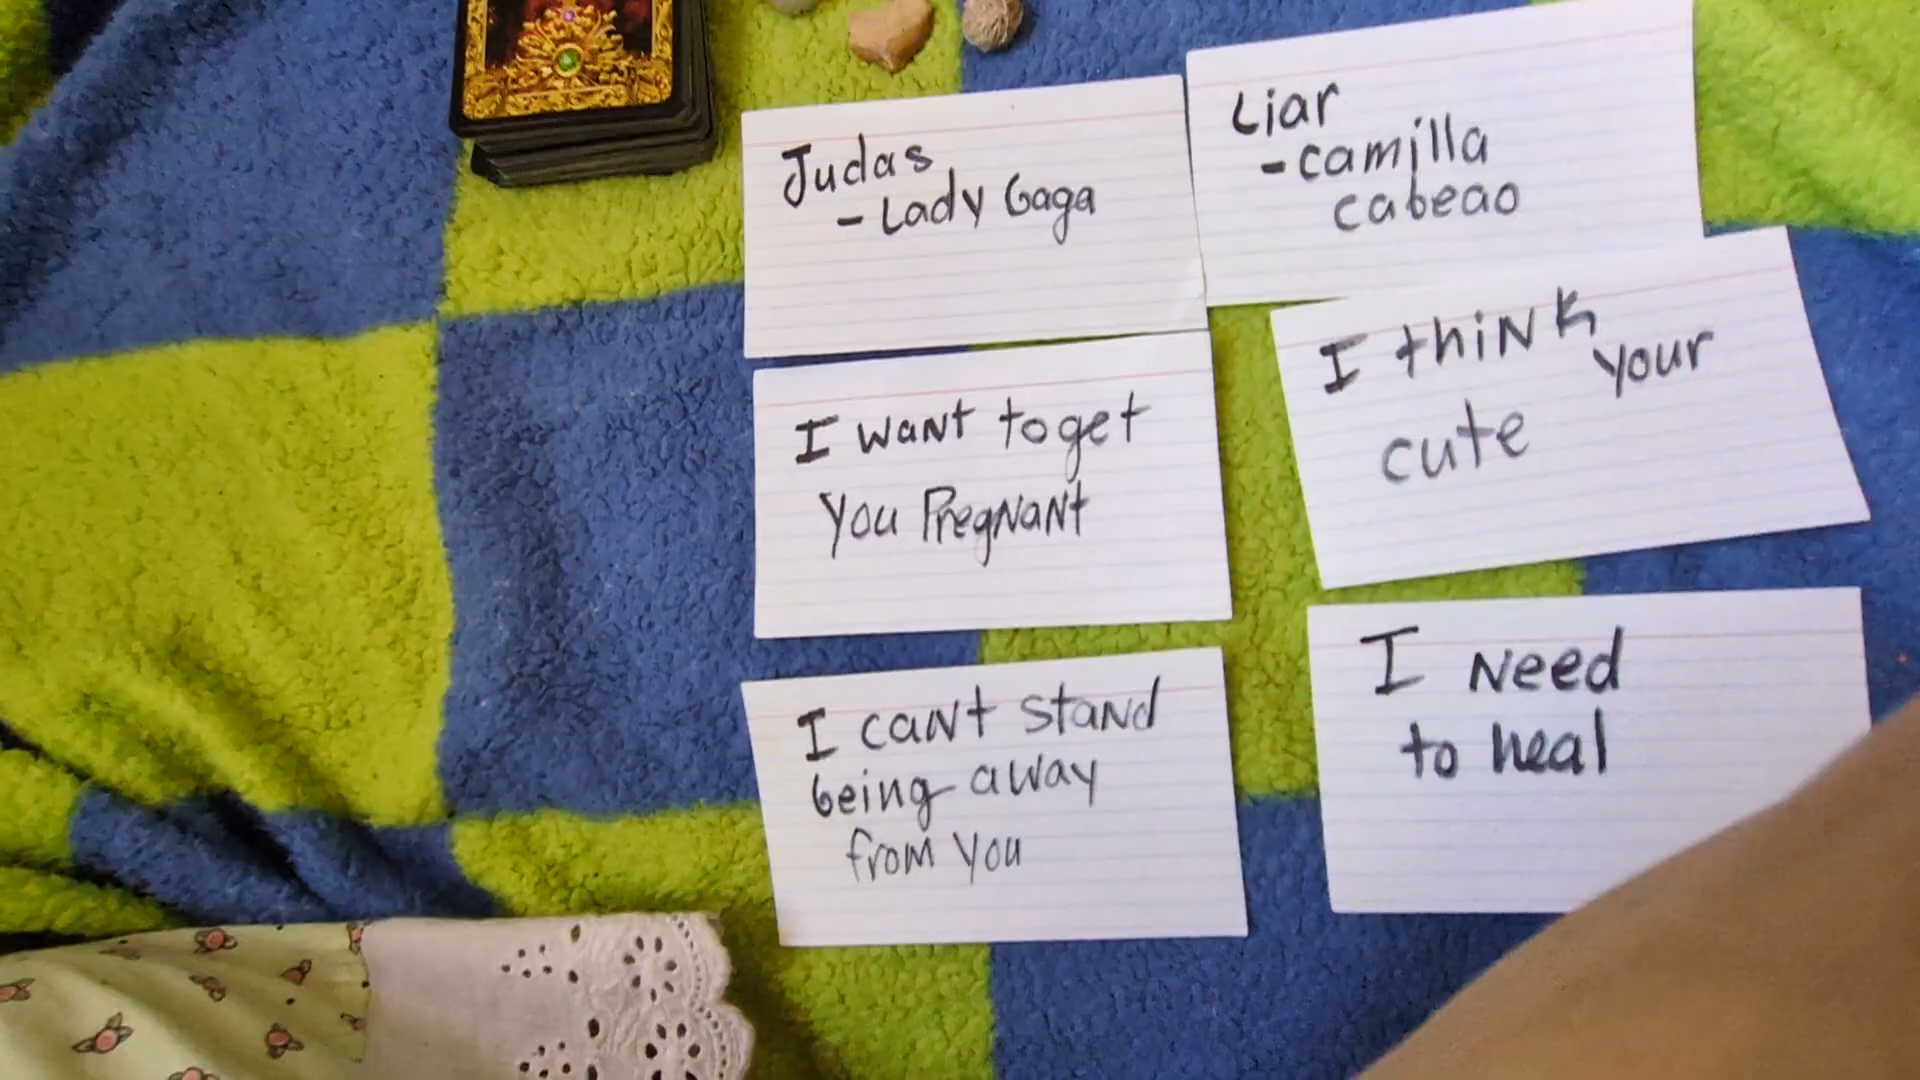 Judas
- Lady Gaga
Liar
- camilla
cabeao
I want to get
you Pregnant
I think your
cute
I can't stand
being away
from you
I Need
to heal